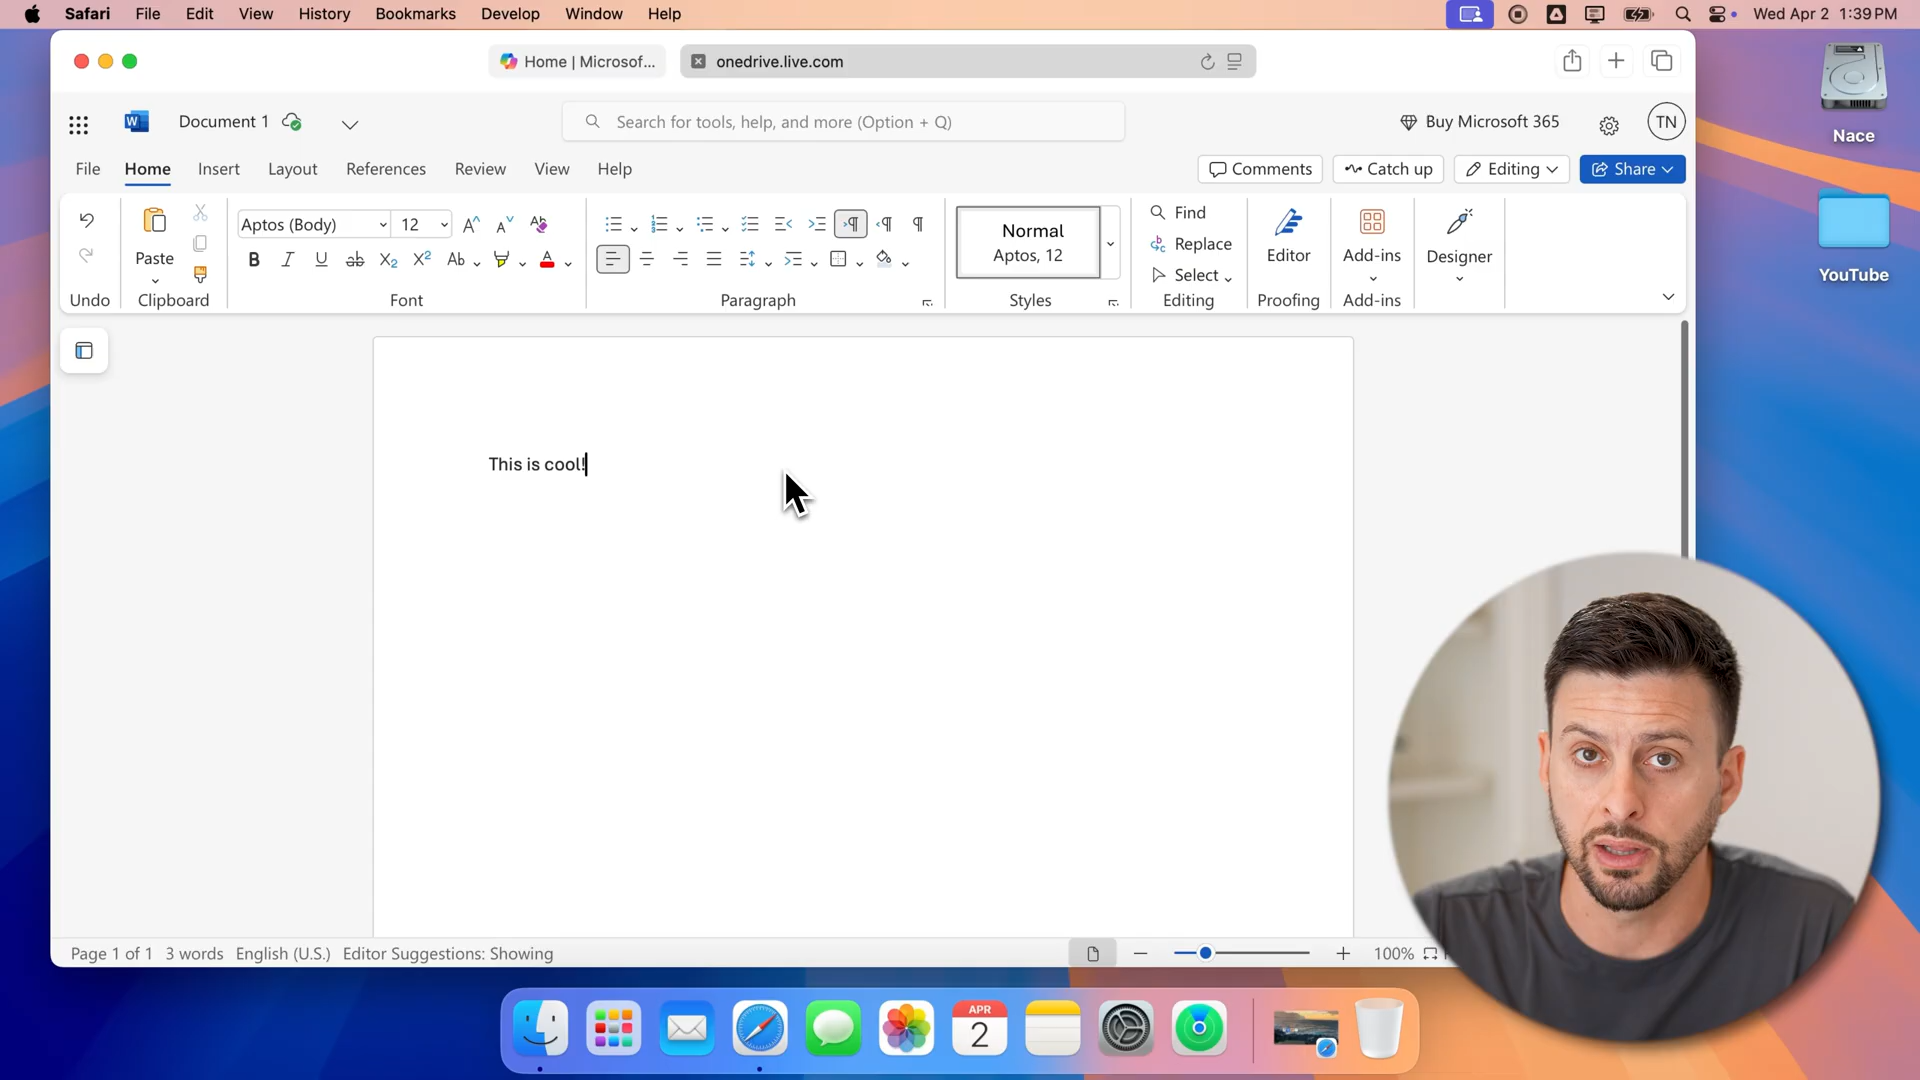 Safari File Edit View History Bookmarks Develop Window Help Wed Apr 2 1:39 PM
Home | Microsof... onedrive.live.com
Document 1 Search for tools, help, and more (Option + Q) Buy Microsoft 365 TN
File Home Insert Layout References Review View Help Comments Catch up Editing Share
Aptos (Body) 12
Paste
Undo Clipboard Font Paragraph
Normal
Aptos, 12
Styles
Find
Replace
Select
Editing
Editor
Proofing
Add-ins
Add-ins
Designer
This is cool!
Page 1 of 1 3 words English (U.S.) Editor Suggestions: Showing 100%
Nace
YouTube
APR
2